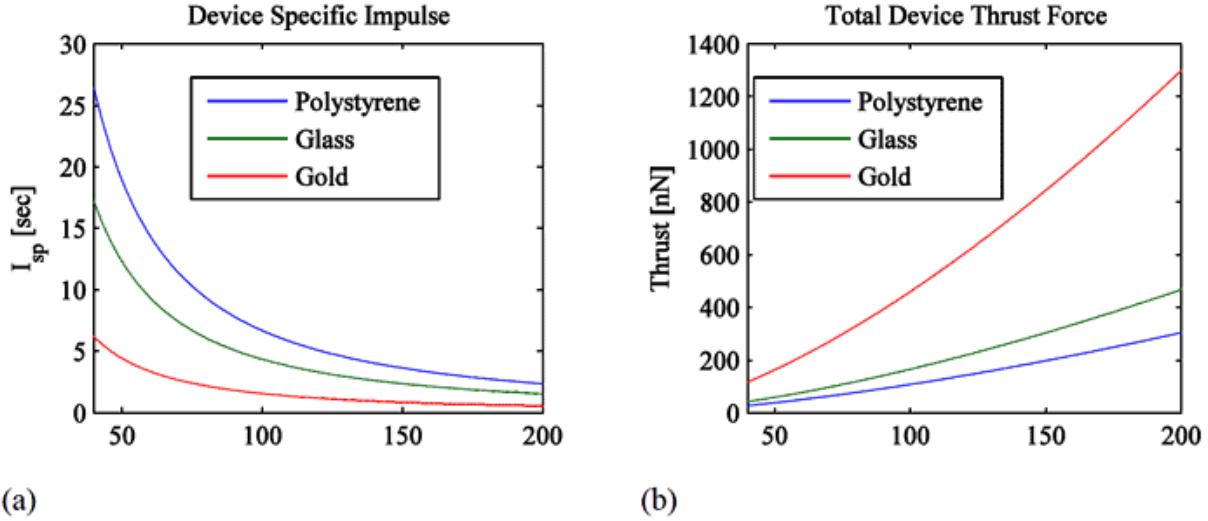 Device Specific Impulse
30
25
20
15
10
5
0
I_sp [sec]
Polystyrene
Glass
Gold
50
100
150
200
(a)
Total Device Thrust Force
1400
1200
1000
800
600
400
200
0
Thrust [nN]
Polystyrene
Glass
Gold
50
100
150
200
(b)